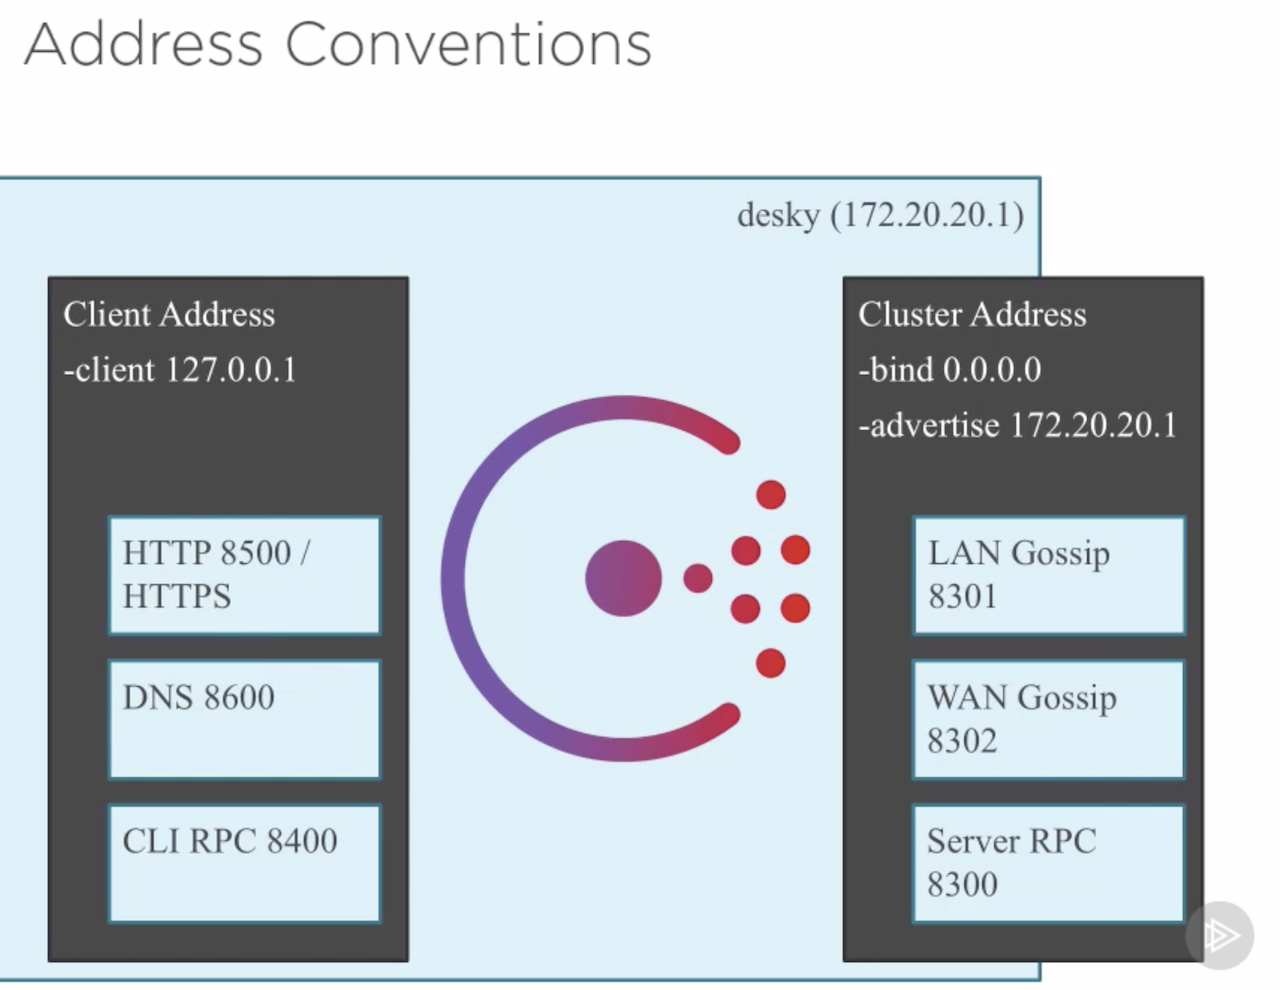 Address Conventions
desky (172.20.20.1)
Client Address
-client 127.0.0.1
HTTP 8500 /
HTTPS
DNS 8600
CLI RPC 8400
Cluster Address
-bind 0.0.0.0
-advertise 172.20.20.1
LAN Gossip
8301
WAN Gossip
8302
Server RPC
8300